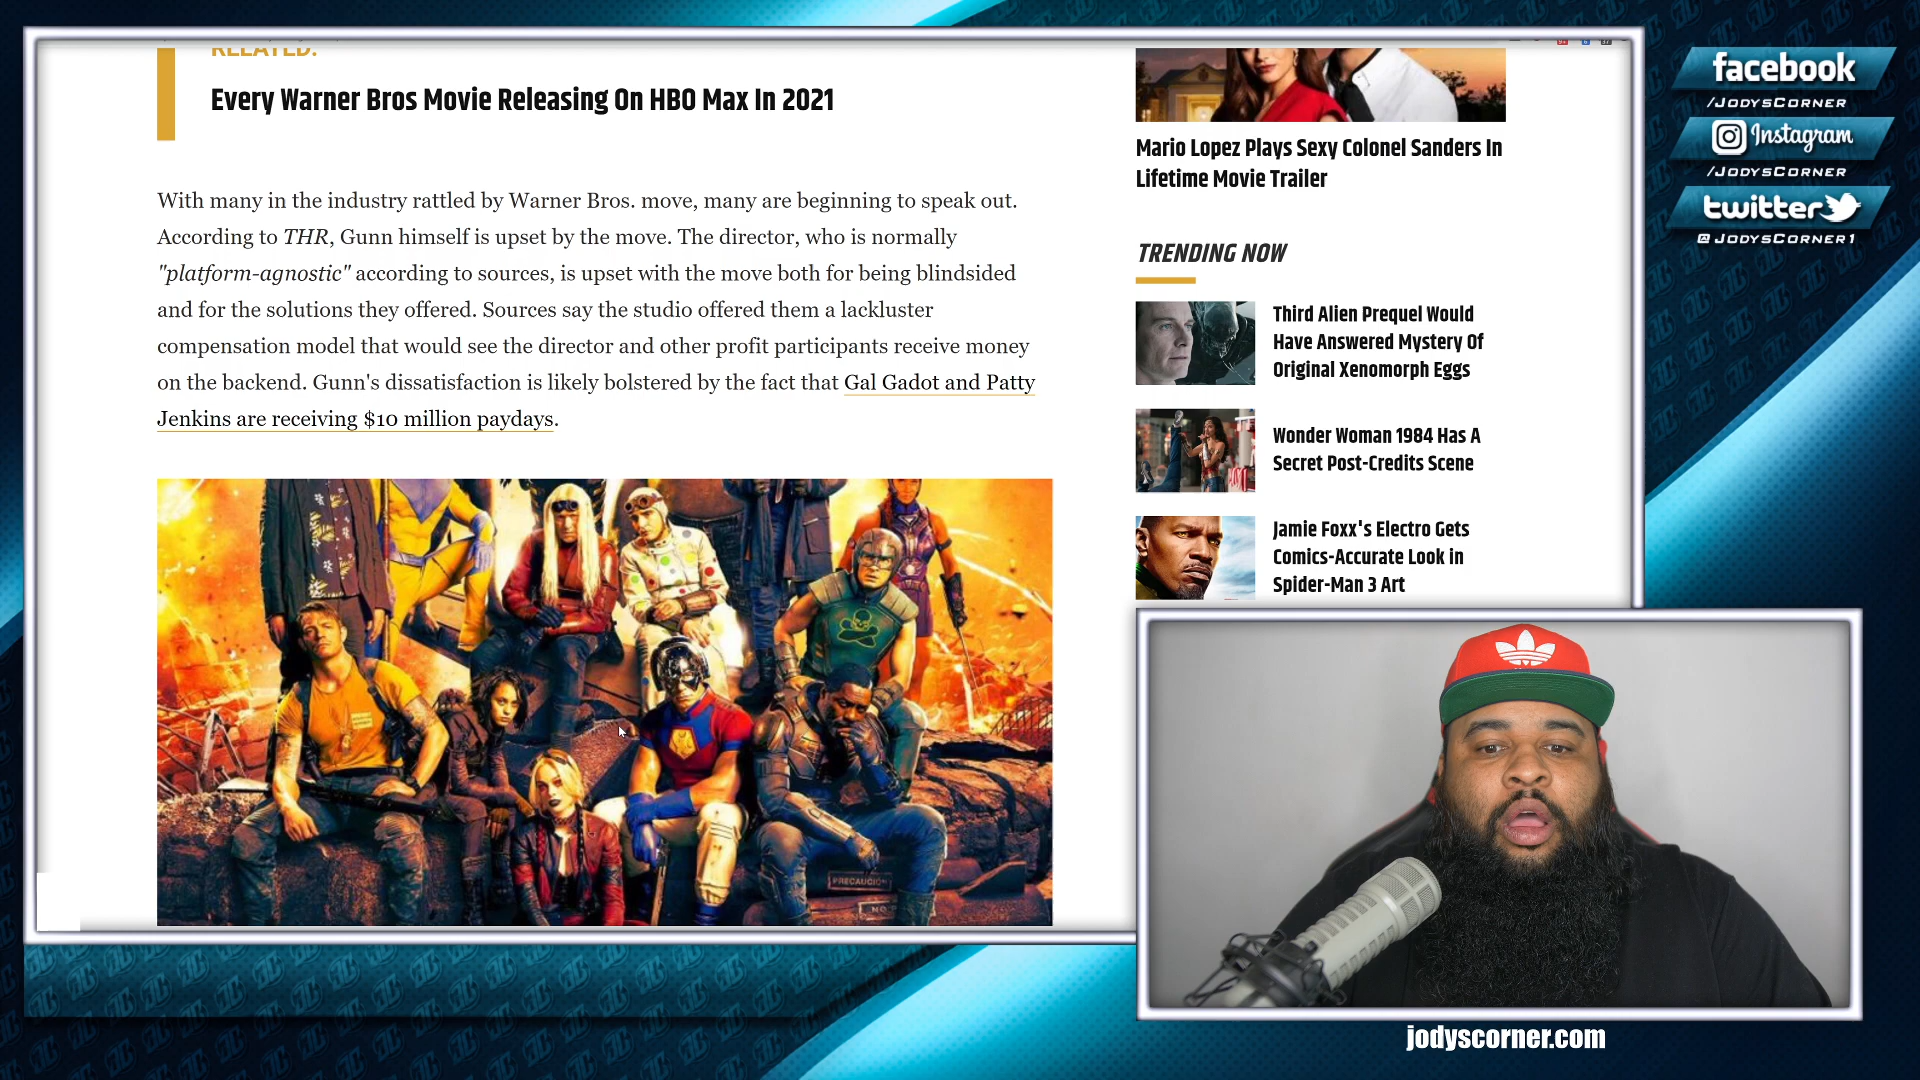 RELATED:
Every Warner Bros Movie Releasing On HBO Max In 2021
With many in the industry rattled by Warner Bros. move, many are beginning to speak out.
According to THR, Gunn himself is upset by the move. The director, who is normally
"platform-agnostic" according to sources, is upset with the move both for being blindsided
and for the solutions they offered. Sources say the studio offered them a lackluster
compensation model that would see the director and other profit participants receive money
on the backend. Gunn's dissatisfaction is likely bolstered by the fact that Gal Gadot and Patty
Jenkins are receiving $10 million paydays.
PRECAUCION
Mario Lopez Plays Sexy Colonel Sanders In
Lifetime Movie Trailer
TRENDING NOW
Third Alien Prequel Would
Have Answered Mystery Of
Original Xenomorph Eggs
Wonder Woman 1984 Has A
Secret Post-Credits Scene
Jamie Foxx's Electro Gets
Comics-Accurate Look in
Spider-Man 3 Art
facebook
/JodysCorner
Instagram
/JodysCorner
twitter
@JodysCorner1
jodyscorner.com